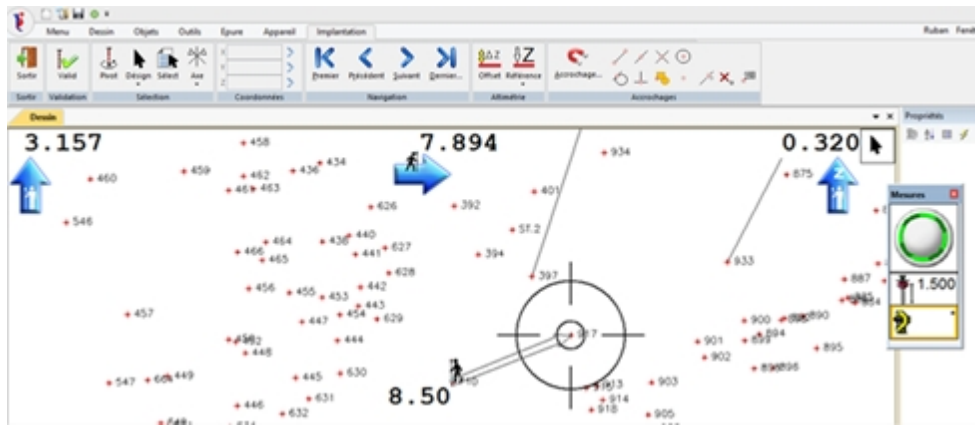 Menu Dessin Objets Outils Epure Appareil Implantation Ruban Fenê
Sortir Valid Pivot Désign Sélect Axe X Y Z Premier Précédent Suivant Dernier... Offset Référence Accrochage...
Sortir Validation Sélection Coordonnées Navigation Altimétrie Accrochages
Dessin Propriétés
3.157 7.894 0.320
458 934
460 459 462 436 434 401 875
461 463
546 626 392
ST.2
464 436 440 627 394
466 465 441
Mesures
628 397 933 887
456 455 453 442 1.500
443
457 447 454 629 917 900 890
894
444 901 899
448 902 895
547 449 445 630 903
8.50
446 631 914
632 918 905